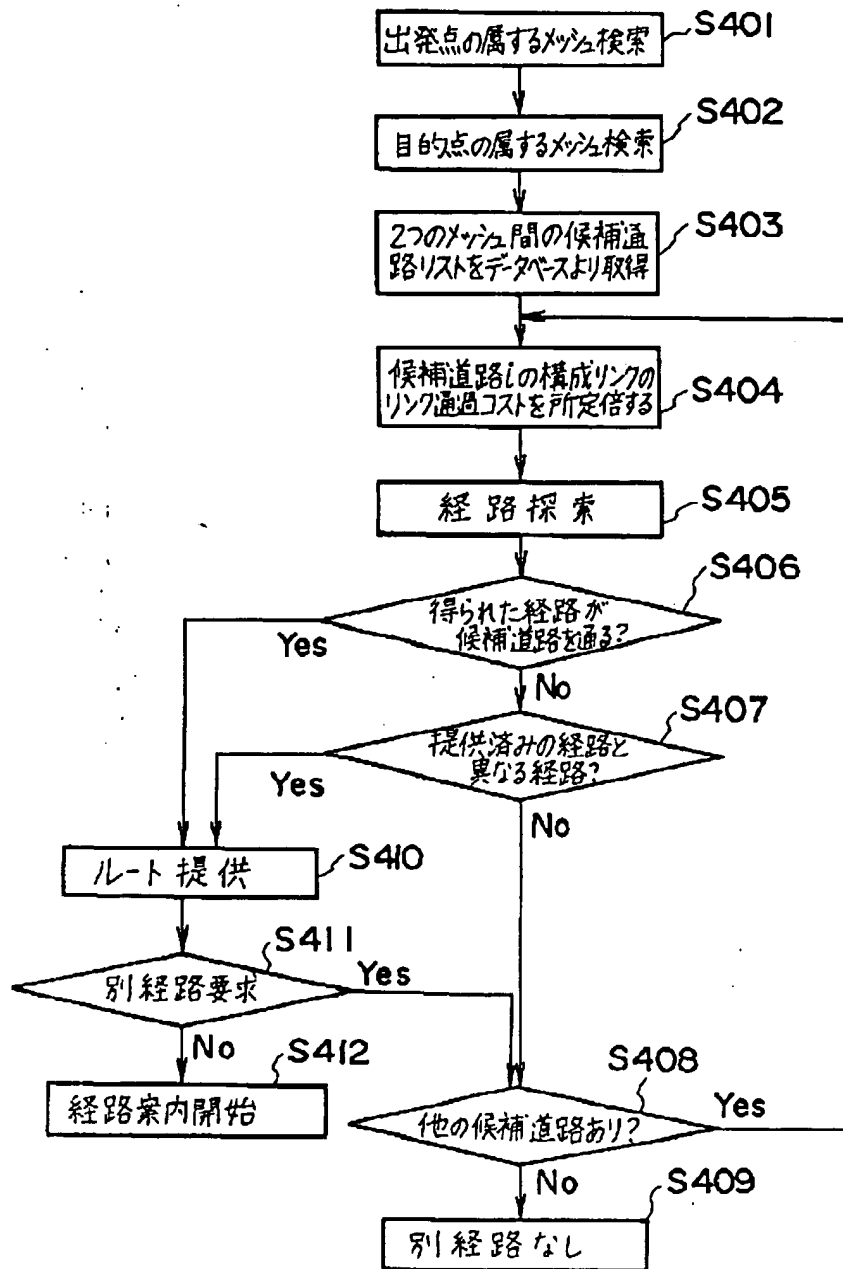 出発点の属するメッシュ検索
S401
目的点の属するメッシュ検索
S402
2つのメッシュ間の候補道
路リストをデータベースより取得
S403
候補道路iの構成リンクの
リンク通過コストを所定倍する
S404
経路探索
S405
得られた経路が
候補道路を通る?
S406
Yes
No
提供済みの経路と
異なる経路?
S407
Yes
No
ルート提供
S410
別経路要求
S411
Yes
No
経路案内開始
S412
他の候補道路あり?
S408
Yes
No
別経路なし
S409